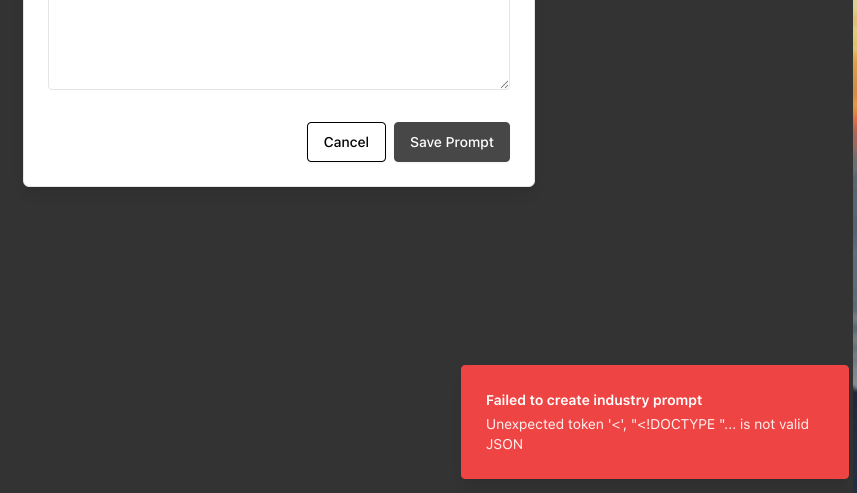 Cancel
Save Prompt
Failed to create industry prompt
Unexpected token '<', "<!DOCTYPE "... is not valid
JSON